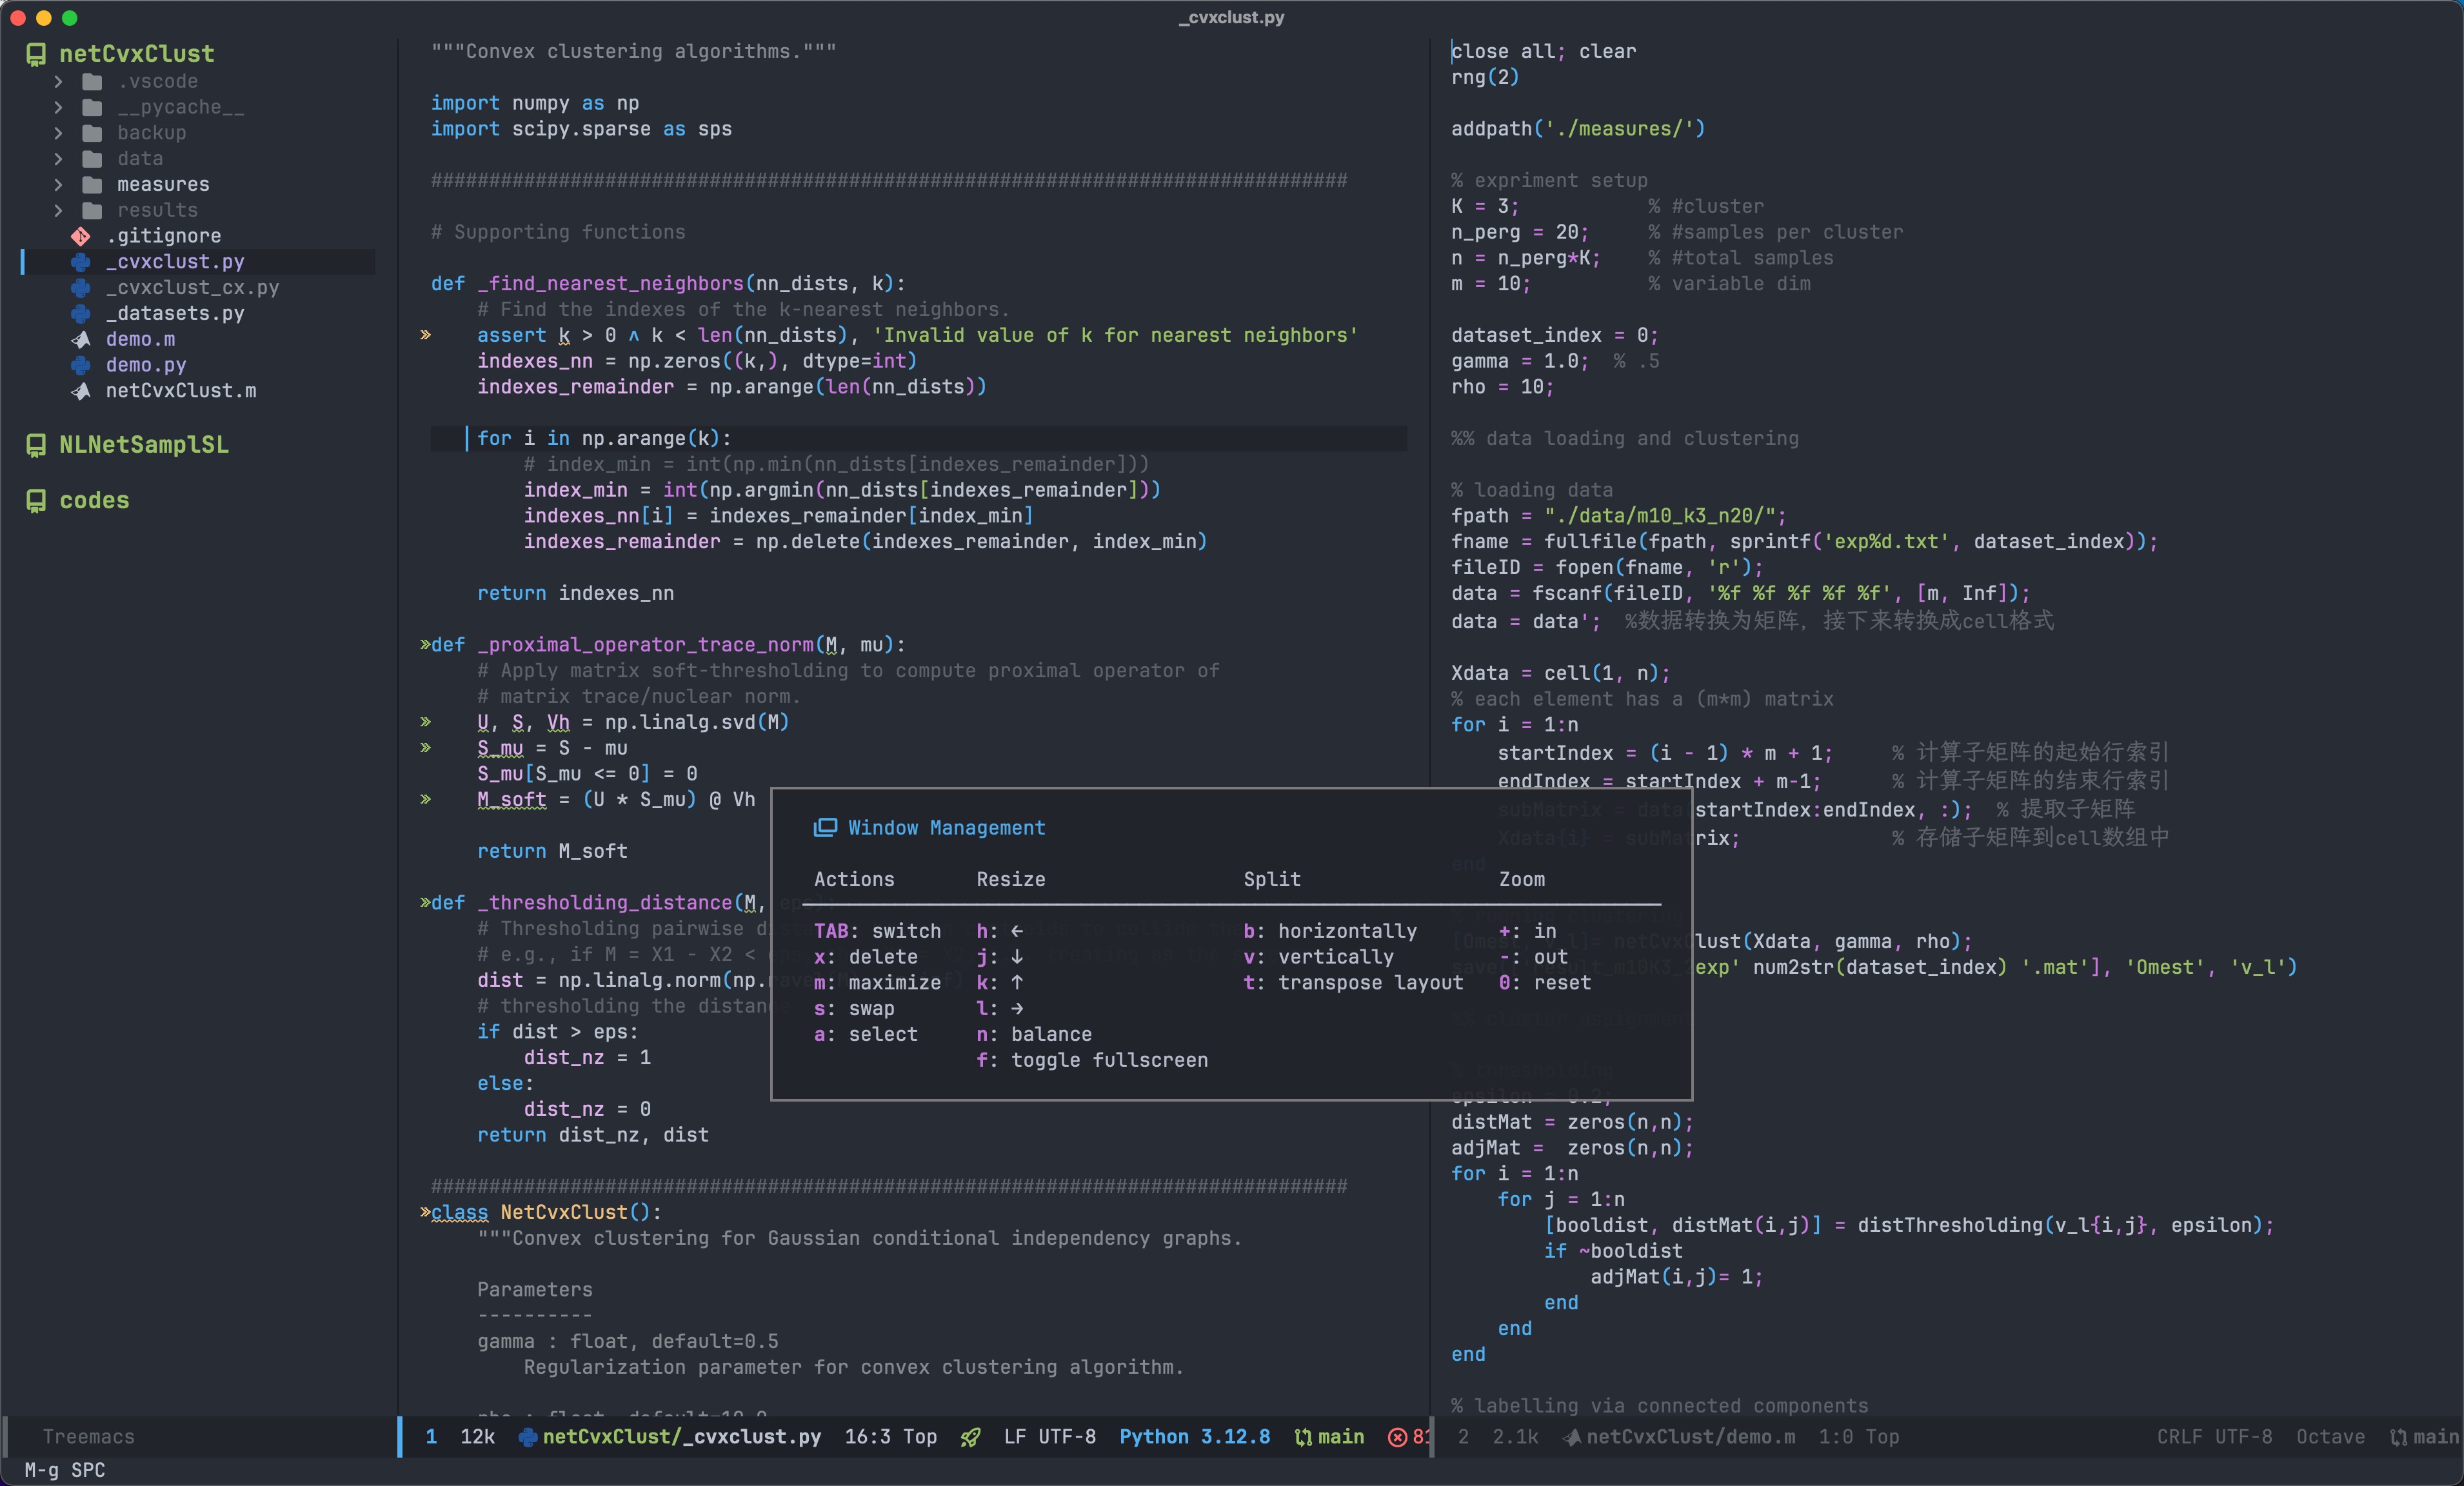 _cvxclust.py
netCvxClust
.vscode
__pycache__
backup
data
measures
results
.gitignore
_cvxclust.py
_cvxclust_cx.py
_datasets.py
demo.m
demo.py
netCvxClust.m
NLNetSamplSL
codes
"""Convex clustering algorithms."""
import numpy as np
import scipy.sparse as sps
###############################################################################
# Supporting functions
def _find_nearest_neighbors(nn_dists, k):
# Find the indexes of the k-nearest neighbors.
assert k > 0 ∧ k < len(nn_dists), 'Invalid value of k for nearest neighbors'
indexes_nn = np.zeros((k,), dtype=int)
indexes_remainder = np.arange(len(nn_dists))
for i in np.arange(k):
# index_min = int(np.min(nn_dists[indexes_remainder]))
index_min = int(np.argmin(nn_dists[indexes_remainder]))
indexes_nn[i] = indexes_remainder[index_min]
indexes_remainder = np.delete(indexes_remainder, index_min)
return indexes_nn
def _proximal_operator_trace_norm(M, mu):
# Apply matrix soft-thresholding to compute proximal operator of
# matrix trace/nuclear norm.
U, S, Vh = np.linalg.svd(M)
S_mu = S - mu
S_mu[S_mu <= 0] = 0
M_soft = (U * S_mu) @ Vh
return M_soft
def _thresholding_distance(M,
# Thresholding pairwise
# e.g., if M = X1 - X2 <
dist = np.linalg.norm(np.
# thresholding the distance
if dist > eps:
dist_nz = 1
else:
dist_nz = 0
return dist_nz, dist
###############################################################################
class NetCvxClust():
"""Convex clustering for Gaussian conditional independency graphs.
Parameters
----------
gamma : float, default=0.5
Regularization parameter for convex clustering algorithm.
close all; clear
rng(2)
addpath('./measures/')
% expriment setup
K = 3; % #cluster
n_perg = 20; % #samples per cluster
n = n_perg*K; % #total samples
m = 10; % variable dim
dataset_index = 0;
gamma = 1.0; % .5
rho = 10;
%% data loading and clustering
% loading data
fpath = "./data/m10_k3_n20/";
fname = fullfile(fpath, sprintf('exp%d.txt', dataset_index));
fileID = fopen(fname, 'r');
data = fscanf(fileID, '%f %f %f %f %f', [m, Inf]);
data = data'; %数据转换为矩阵, 接下来转换成cell格式
Xdata = cell(1, n);
% each element has a (m*m) matrix
for i = 1:n
startIndex = (i - 1) * m + 1; % 计算子矩阵的起始行索引
endIndex = startIndex + m-1; % 计算子矩阵的结束行索引
subMatrix = data(startIndex:endIndex, :); % 提取子矩阵
Xdata{i} = subMatrix; % 存储子矩阵到cell数组中
end
lust(Xdata, gamma, rho);
exp' num2str(dataset_index) '.mat'], 'Omest', 'v_l')
epsilon = 0.2;
distMat = zeros(n,n);
adjMat = zeros(n,n);
for i = 1:n
for j = 1:n
[booldist, distMat(i,j)] = distThresholding(v_l{i,j}, epsilon);
if ~booldist
adjMat(i,j)= 1;
end
end
end
% labelling via connected components
Window Management
Actions Resize Split Zoom
TAB: switch h: ← b: horizontally +: in
x: delete j: ↓ v: vertically -: out
m: maximize k: ↑ t: transpose layout 0: reset
s: swap l: →
a: select n: balance
f: toggle fullscreen
Treemacs
1 12k netCvxClust/_cvxclust.py 16:3 Top LF UTF-8 Python 3.12.8 main 81
2 2.1k netCvxClust/demo.m 1:0 Top CRLF UTF-8 Octave main
M-g SPC